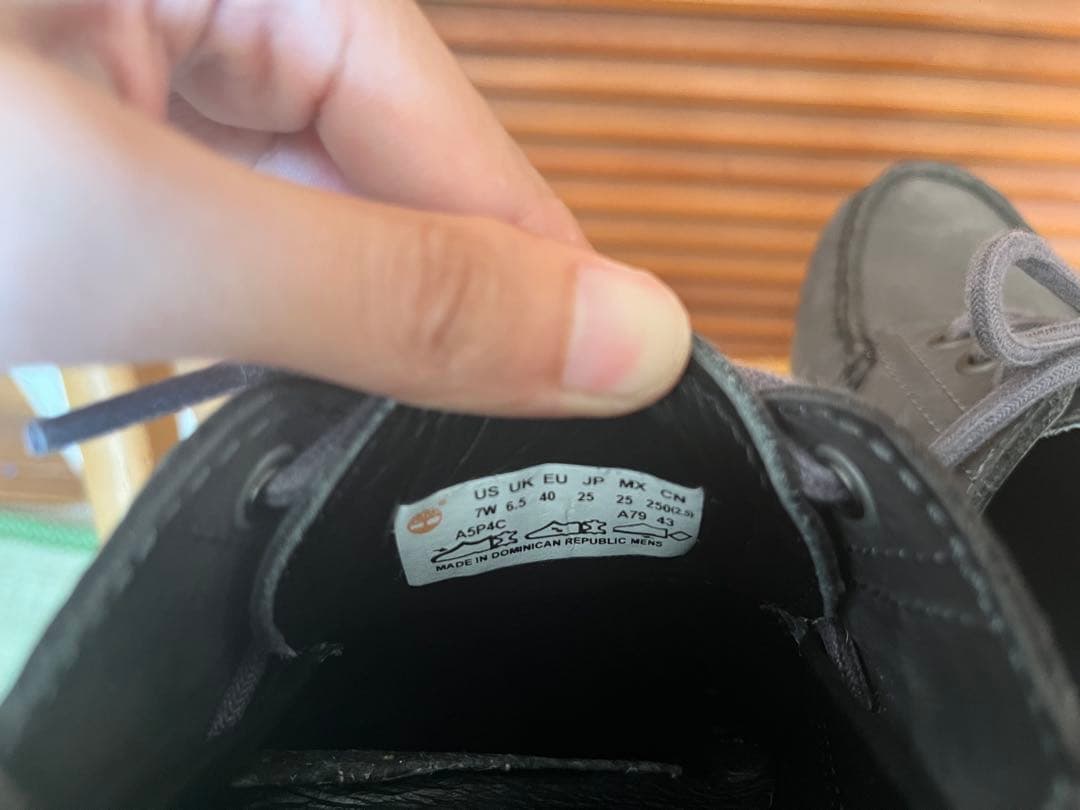 US UK EU JP MX CN
7W 6.5 40 25 25 250(2.5)
A5P4C A79 43
MADE IN DOMINICAN REPUBLIC MENS